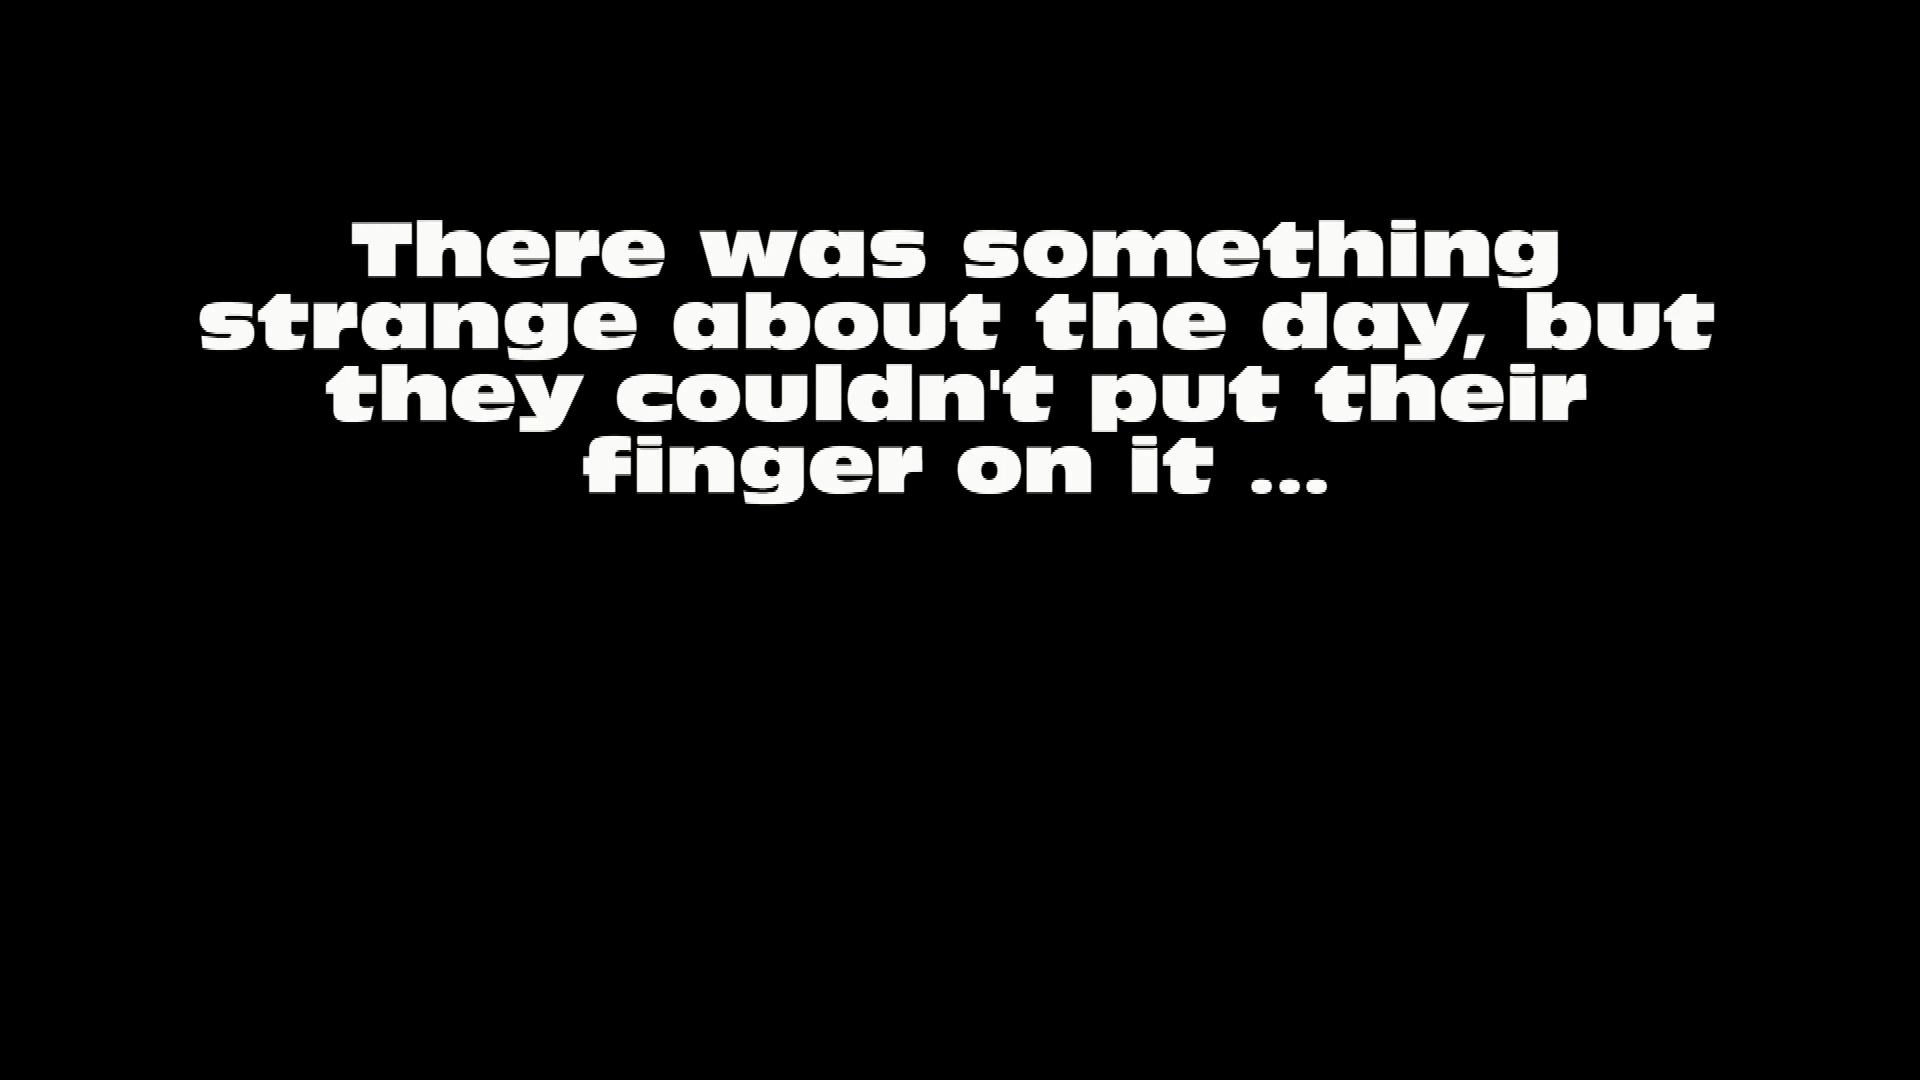 There was something
strange about the day, but
they couldn't put their
finger on it ...